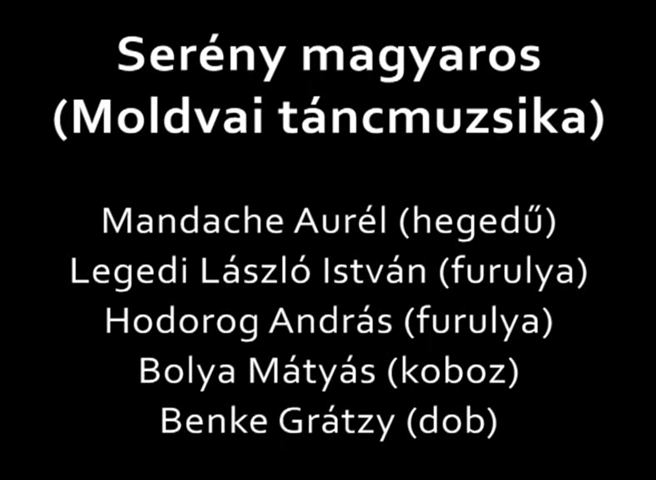 Serény magyaros
(Moldvai táncmuzsika)
Mandache Aurél (hegedű)
Legedi László István (furulya)
Hodorog András (furulya)
Bolya Mátyás (koboz)
Benke Grátzy (dob)